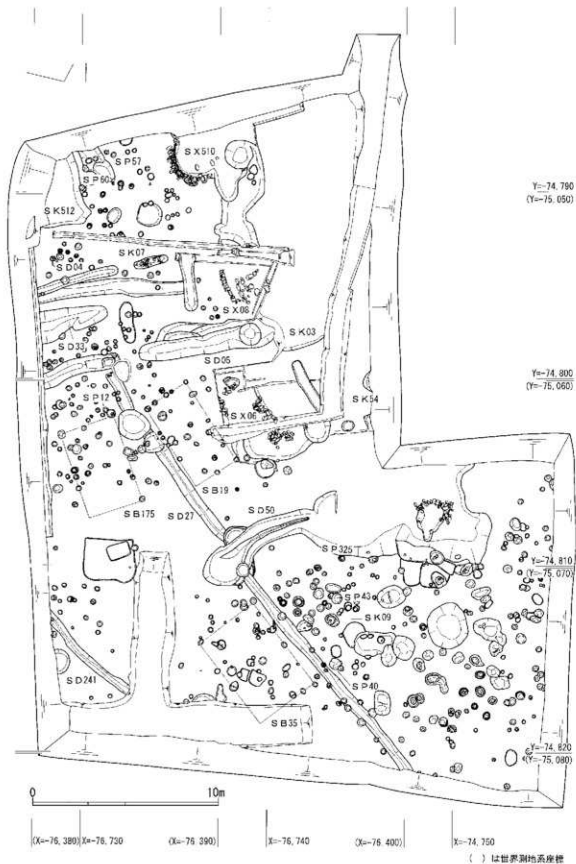 SP57
SX510
SP60
SK512
Y=-74,790
(Y=-75,050)
SK07
SD04
SX08
SK03
SD33
SD05
Y=-74,800
(Y=-75,060)
SP12
SK54
SX06
SB19
SB175
SD27
SD50
SP325
Y=-74,810
(Y=-75,070)
SP43
SK09
SD241
SP40
SB35
Y=-74,820
(Y=-75,080)
0 10m
(X=-76,380) X=-76,730 (X=-76,390) X=-76,740 (X=-76,400) X=-74,750
( )は世界測地系座標